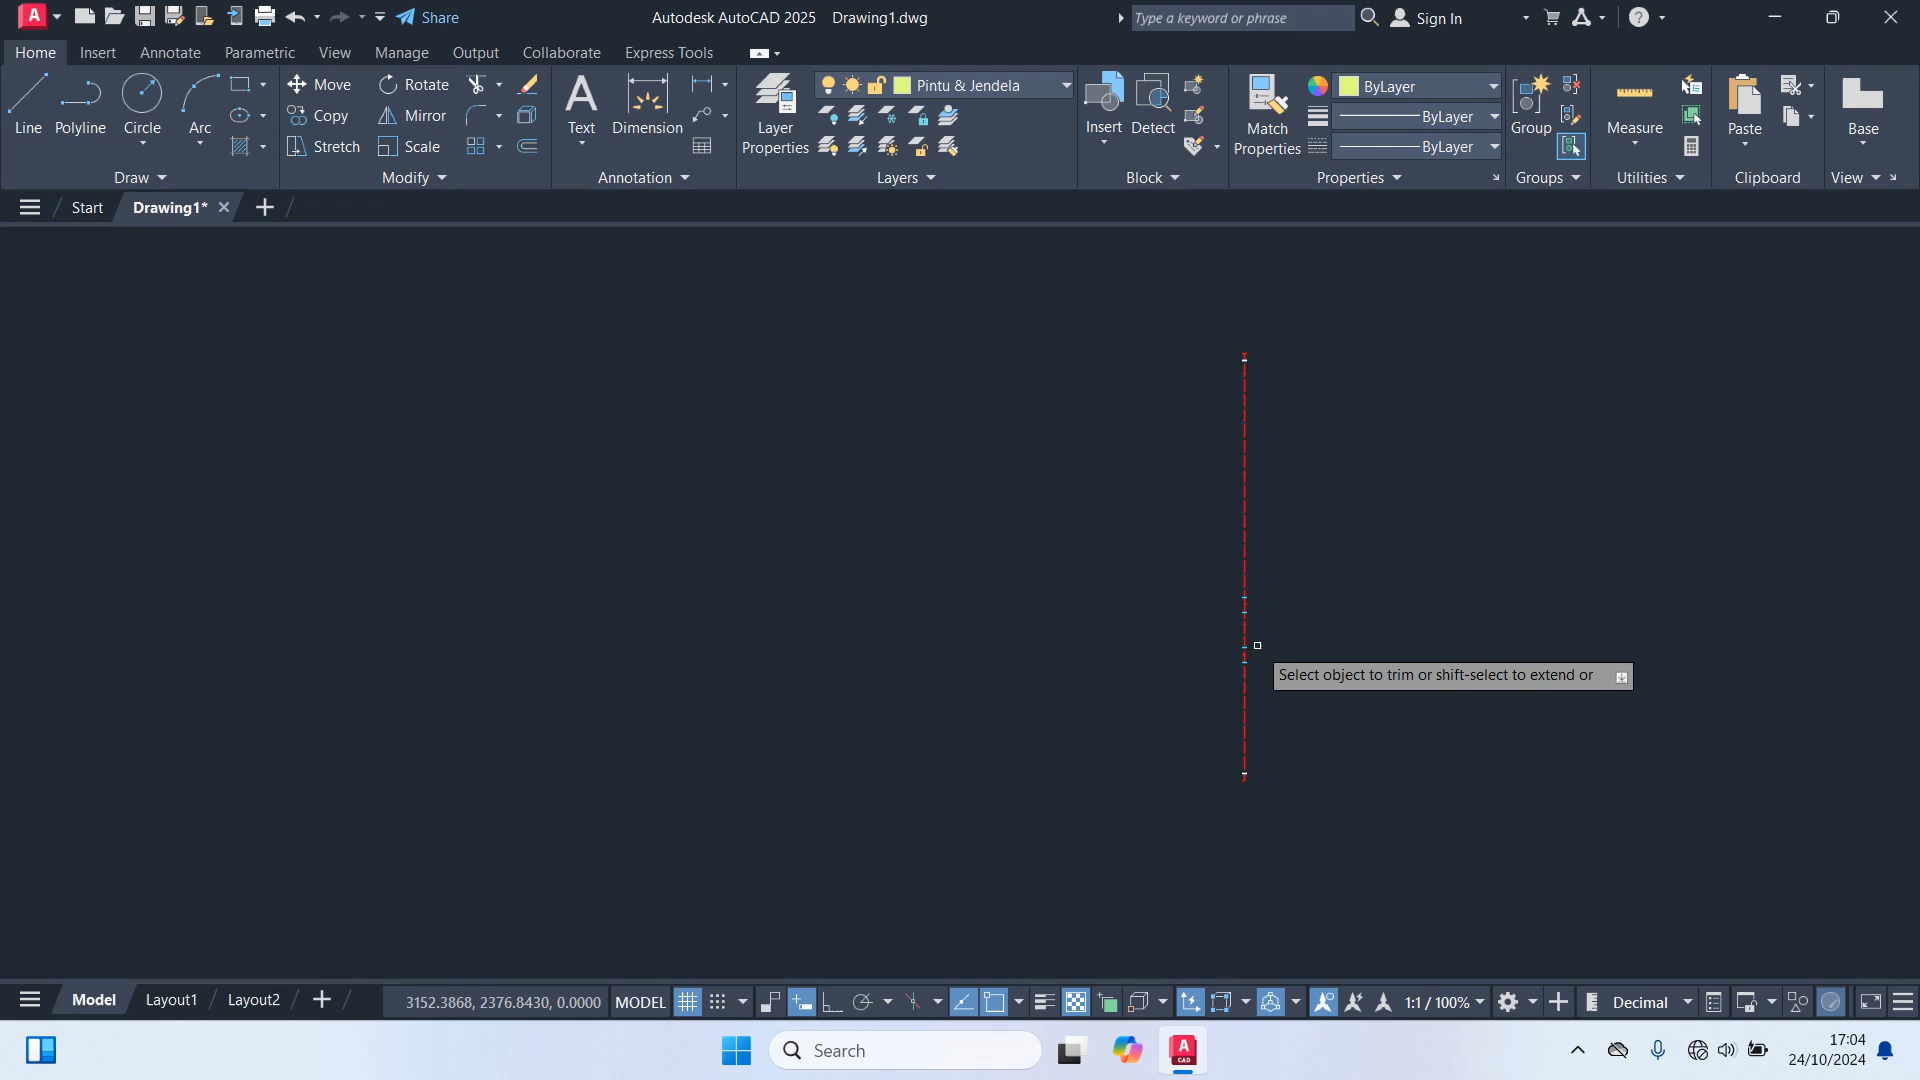 A Share Autodesk AutoCAD 2025 Drawing1.dwg Type a keyword or phrase Sign In ?
Home Insert Annotate Parametric View Manage Output Collaborate Express Tools
Line Polyline Circle Arc
Move Rotate
Copy Mirror
Stretch Scale
A Text Dimension
Layer Properties
Pintu & Jendela
Insert Detect
Match Properties
ByLayer
ByLayer
ByLayer
Group Measure Paste Base
Draw Modify Annotation Layers Block Properties Groups Utilities Clipboard View
Start Drawing1*
Select object to trim or shift-select to extend or
Model Layout1 Layout2 3152.3868, 2376.8430, 0.0000 MODEL 1:1 / 100% Decimal
Search A CAD 17:04
24/10/2024